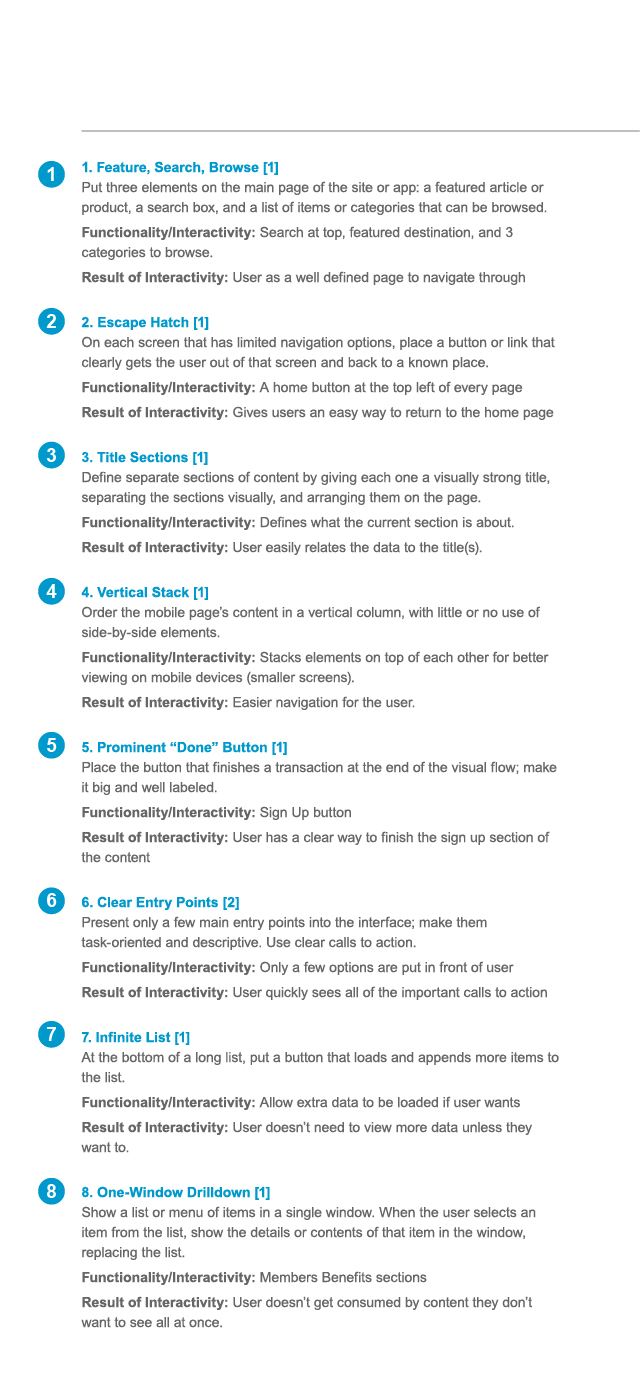 1
1. Feature, Search, Browse [1]
Put three elements on the main page of the site or app: a featured article or
product, a search box, and a list of items or categories that can be browsed.
Functionality/Interactivity: Search at top, featured destination, and 3
categories to browse.
Result of Interactivity: User as a well defined page to navigate through
2
2. Escape Hatch [1]
On each screen that has limited navigation options, place a button or link that
clearly gets the user out of that screen and back to a known place.
Functionality/Interactivity: A home button at the top left of every page
Result of Interactivity: Gives users an easy way to return to the home page
3
3. Title Sections [1]
Define separate sections of content by giving each one a visually strong title,
separating the sections visually, and arranging them on the page.
Functionality/Interactivity: Defines what the current section is about.
Result of Interactivity: User easily relates the data to the title(s).
4
4. Vertical Stack [1]
Order the mobile page’s content in a vertical column, with little or no use of
side-by-side elements.
Functionality/Interactivity: Stacks elements on top of each other for better
viewing on mobile devices (smaller screens).
Result of Interactivity: Easier navigation for the user.
5
5. Prominent “Done” Button [1]
Place the button that finishes a transaction at the end of the visual flow; make
it big and well labeled.
Functionality/Interactivity: Sign Up button
Result of Interactivity: User has a clear way to finish the sign up section of
the content
6
6. Clear Entry Points [2]
Present only a few main entry points into the interface; make them
task-oriented and descriptive. Use clear calls to action.
Functionality/Interactivity: Only a few options are put in front of user
Result of Interactivity: User quickly sees all of the important calls to action
7
7. Infinite List [1]
At the bottom of a long list, put a button that loads and appends more items to
the list.
Functionality/Interactivity: Allow extra data to be loaded if user wants
Result of Interactivity: User doesn’t need to view more data unless they
want to.
8
8. One-Window Drilldown [1]
Show a list or menu of items in a single window. When the user selects an
item from the list, show the details or contents of that item in the window,
replacing the list.
Functionality/Interactivity: Members Benefits sections
Result of Interactivity: User doesn’t get consumed by content they don’t
want to see all at once.